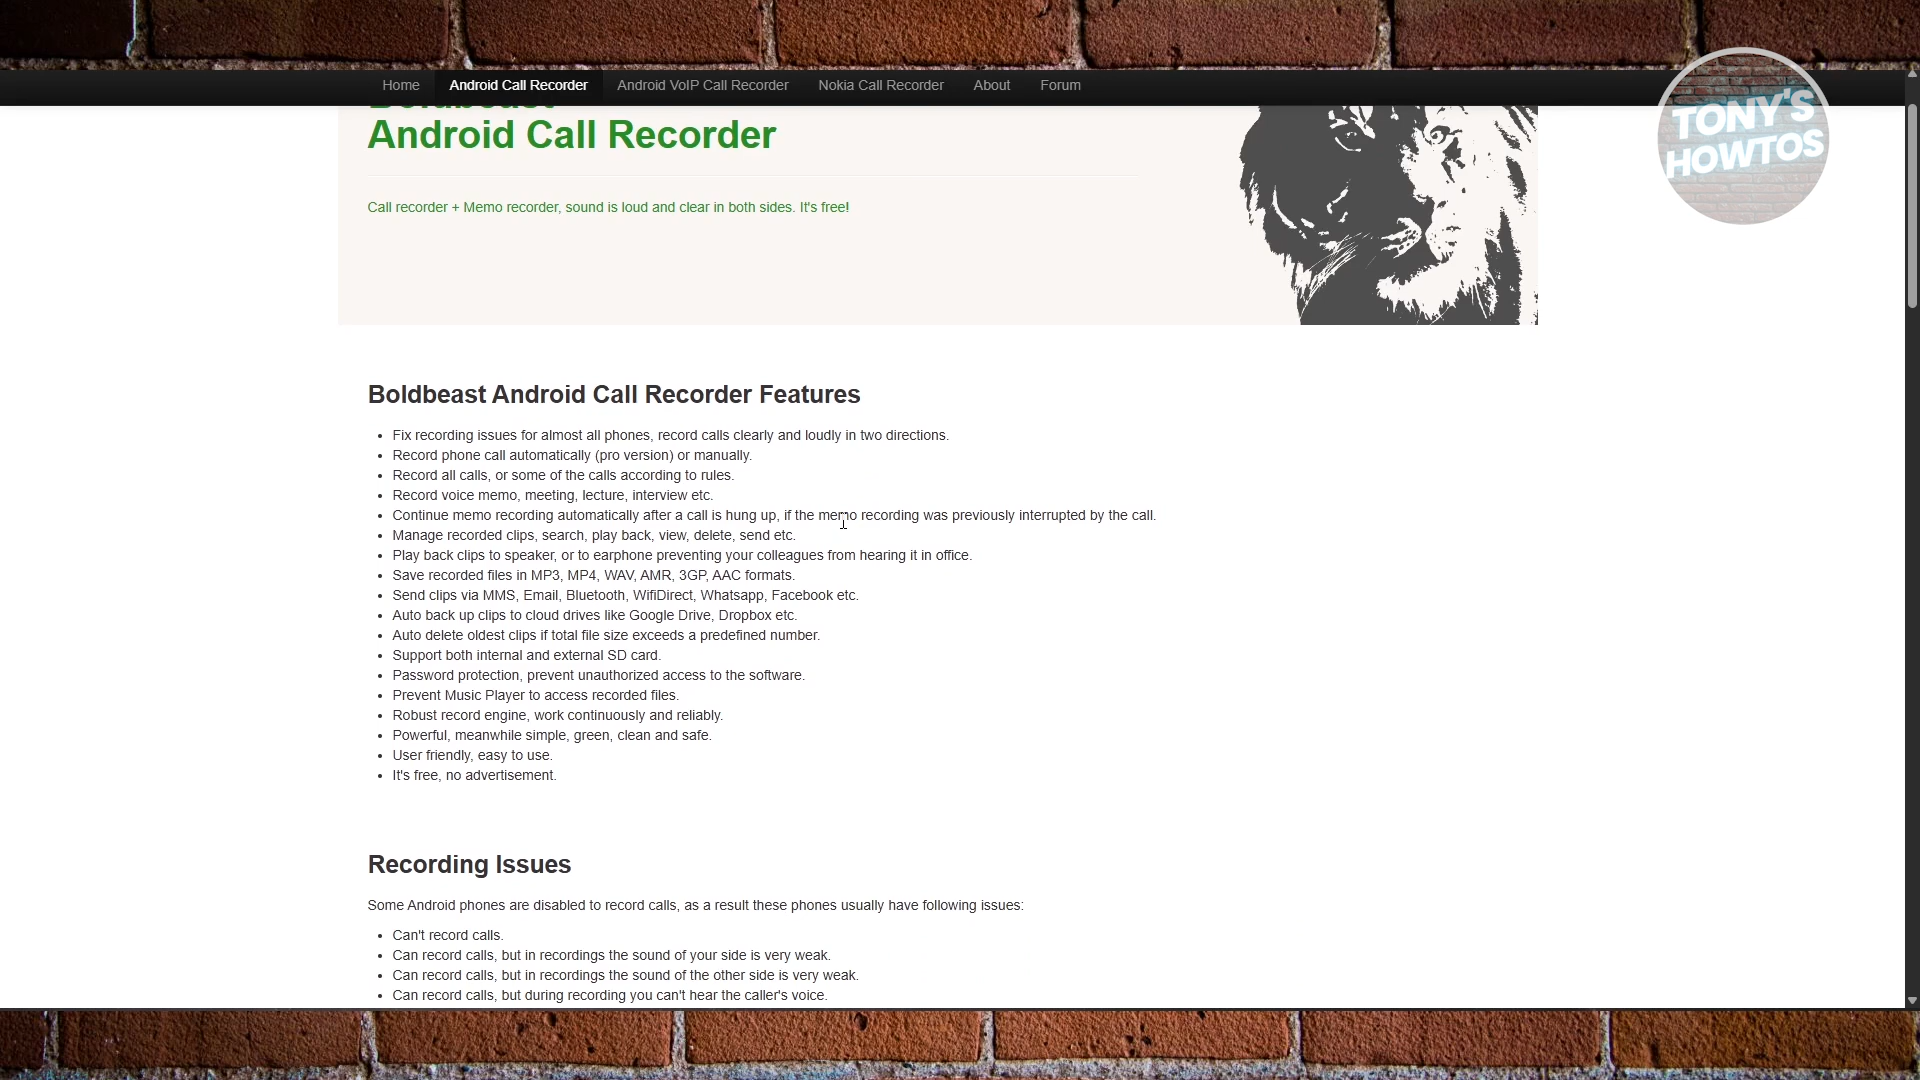 Home Android Call Recorder Android VoIP Call Recorder Nokia Call Recorder About Forum
TONY'S
HOWTOS
Boldbeast
Android Call Recorder
Call recorder + Memo recorder, sound is loud and clear in both sides. It's free!
Boldbeast Android Call Recorder Features
• Fix recording issues for almost all phones, record calls clearly and loudly in two directions.
• Record phone call automatically (pro version) or manually.
• Record all calls, or some of the calls according to rules.
• Record voice memo, meeting, lecture, interview etc.
• Continue memo recording automatically after a call is hung up, if the memo recording was previously interrupted by the call.
• Manage recorded clips, search, play back, view, delete, send etc.
• Play back clips to speaker, or to earphone preventing your colleagues from hearing it in office.
• Save recorded files in MP3, MP4, WAV, AMR, 3GP, AAC formats.
• Send clips via MMS, Email, Bluetooth, WifiDirect, Whatsapp, Facebook etc.
• Auto back up clips to cloud drives like Google Drive, Dropbox etc.
• Auto delete oldest clips if total file size exceeds a predefined number.
• Support both internal and external SD card.
• Password protection, prevent unauthorized access to the software.
• Prevent Music Player to access recorded files.
• Robust record engine, work continuously and reliably.
• Powerful, meanwhile simple, green, clean and safe.
• User friendly, easy to use.
• It's free, no advertisement.
Recording Issues
Some Android phones are disabled to record calls, as a result these phones usually have following issues:
• Can't record calls.
• Can record calls, but in recordings the sound of your side is very weak.
• Can record calls, but in recordings the sound of the other side is very weak.
• Can record calls, but during recording you can't hear the caller's voice.